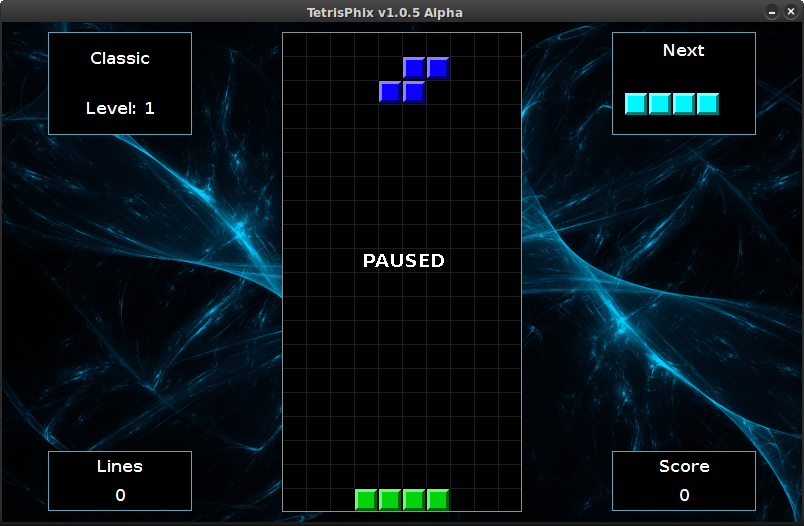 TetrisPhix v1.0.5 Alpha
Classic
Level: 1
Next
PAUSED
Lines
0
Score
0